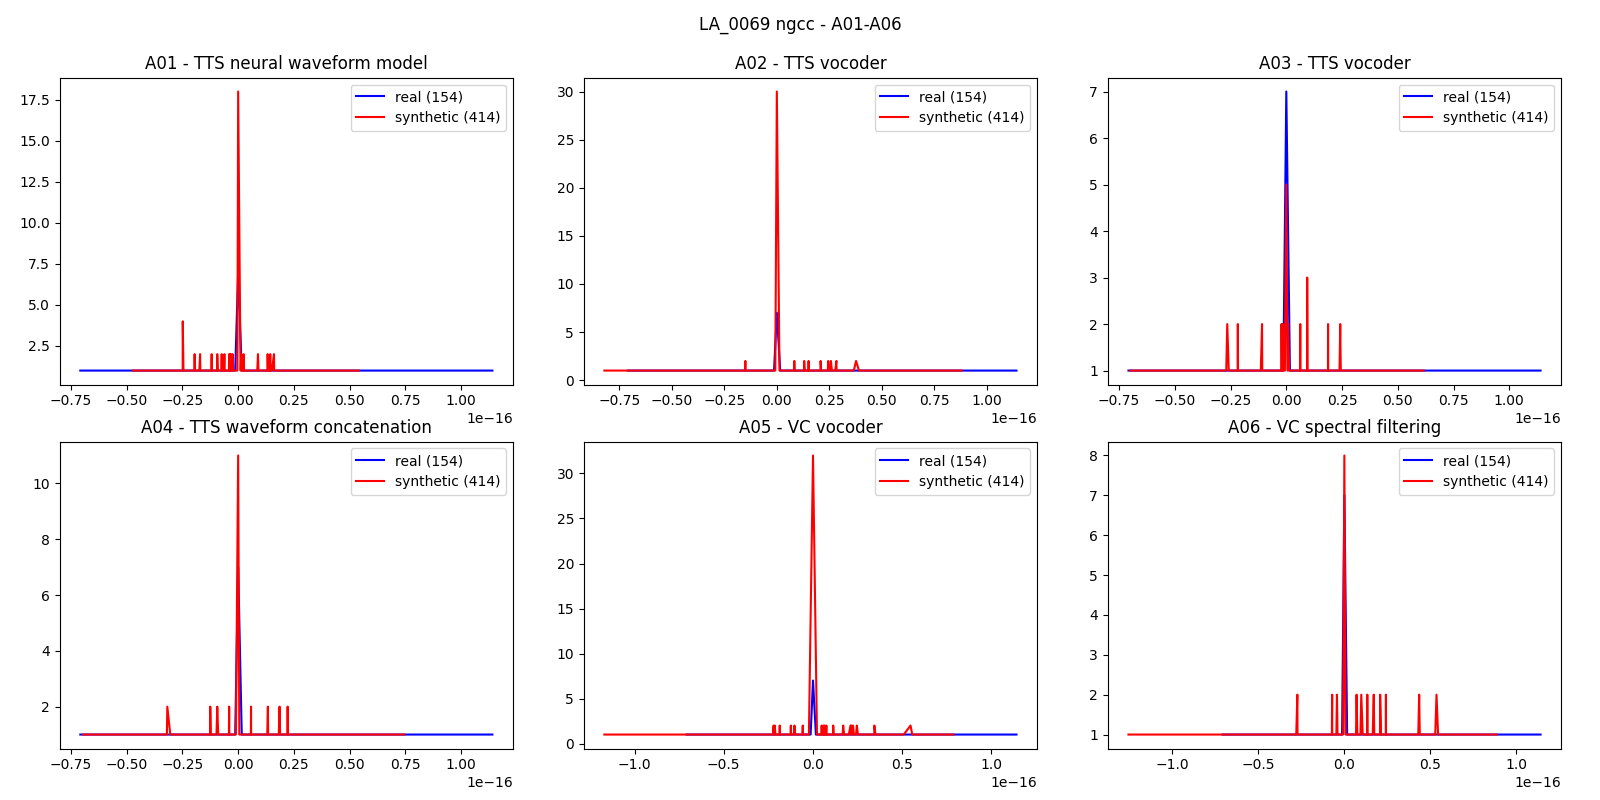 LA_0069 ngcc - A01-A06
A01 - TTS neural waveform model
real (154)
synthetic (414)
17.5
15.0
12.5
10.0
7.5
5.0
2.5
−0.75 −0.50 −0.25 0.00 0.25 0.50 0.75 1.00
1e−16
A02 - TTS vocoder
real (154)
synthetic (414)
30
25
20
15
10
5
0
−0.75 −0.50 −0.25 0.00 0.25 0.50 0.75 1.00
1e−16
A03 - TTS vocoder
real (154)
synthetic (414)
7
6
5
4
3
2
1
−0.75 −0.50 −0.25 0.00 0.25 0.50 0.75 1.00
1e−16
A04 - TTS waveform concatenation
real (154)
synthetic (414)
10
8
6
4
2
−0.75 −0.50 −0.25 0.00 0.25 0.50 0.75 1.00
1e−16
A05 - VC vocoder
real (154)
synthetic (414)
30
25
20
15
10
5
0
−1.0 −0.5 0.0 0.5 1.0
1e−16
A06 - VC spectral filtering
real (154)
synthetic (414)
8
7
6
5
4
3
2
1
−1.0 −0.5 0.0 0.5 1.0
1e−16